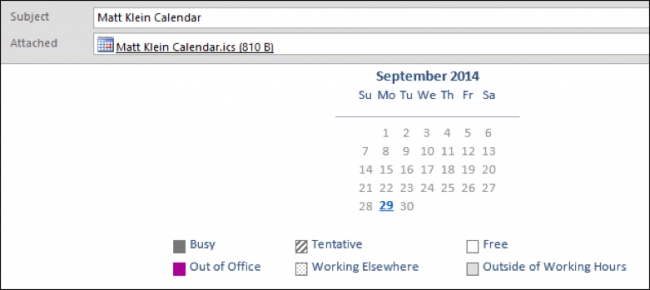 Subject Matt Klein Calendar
Attached Matt Klein Calendar.ics (810 B)
September 2014
Su Mo Tu We Th Fr Sa
1 2 3 4 5 6
7 8 9 10 11 12 13
14 15 16 17 18 19 20
21 22 23 24 25 26 27
28 29 30
Busy Tentative Free
Out of Office Working Elsewhere Outside of Working Hours